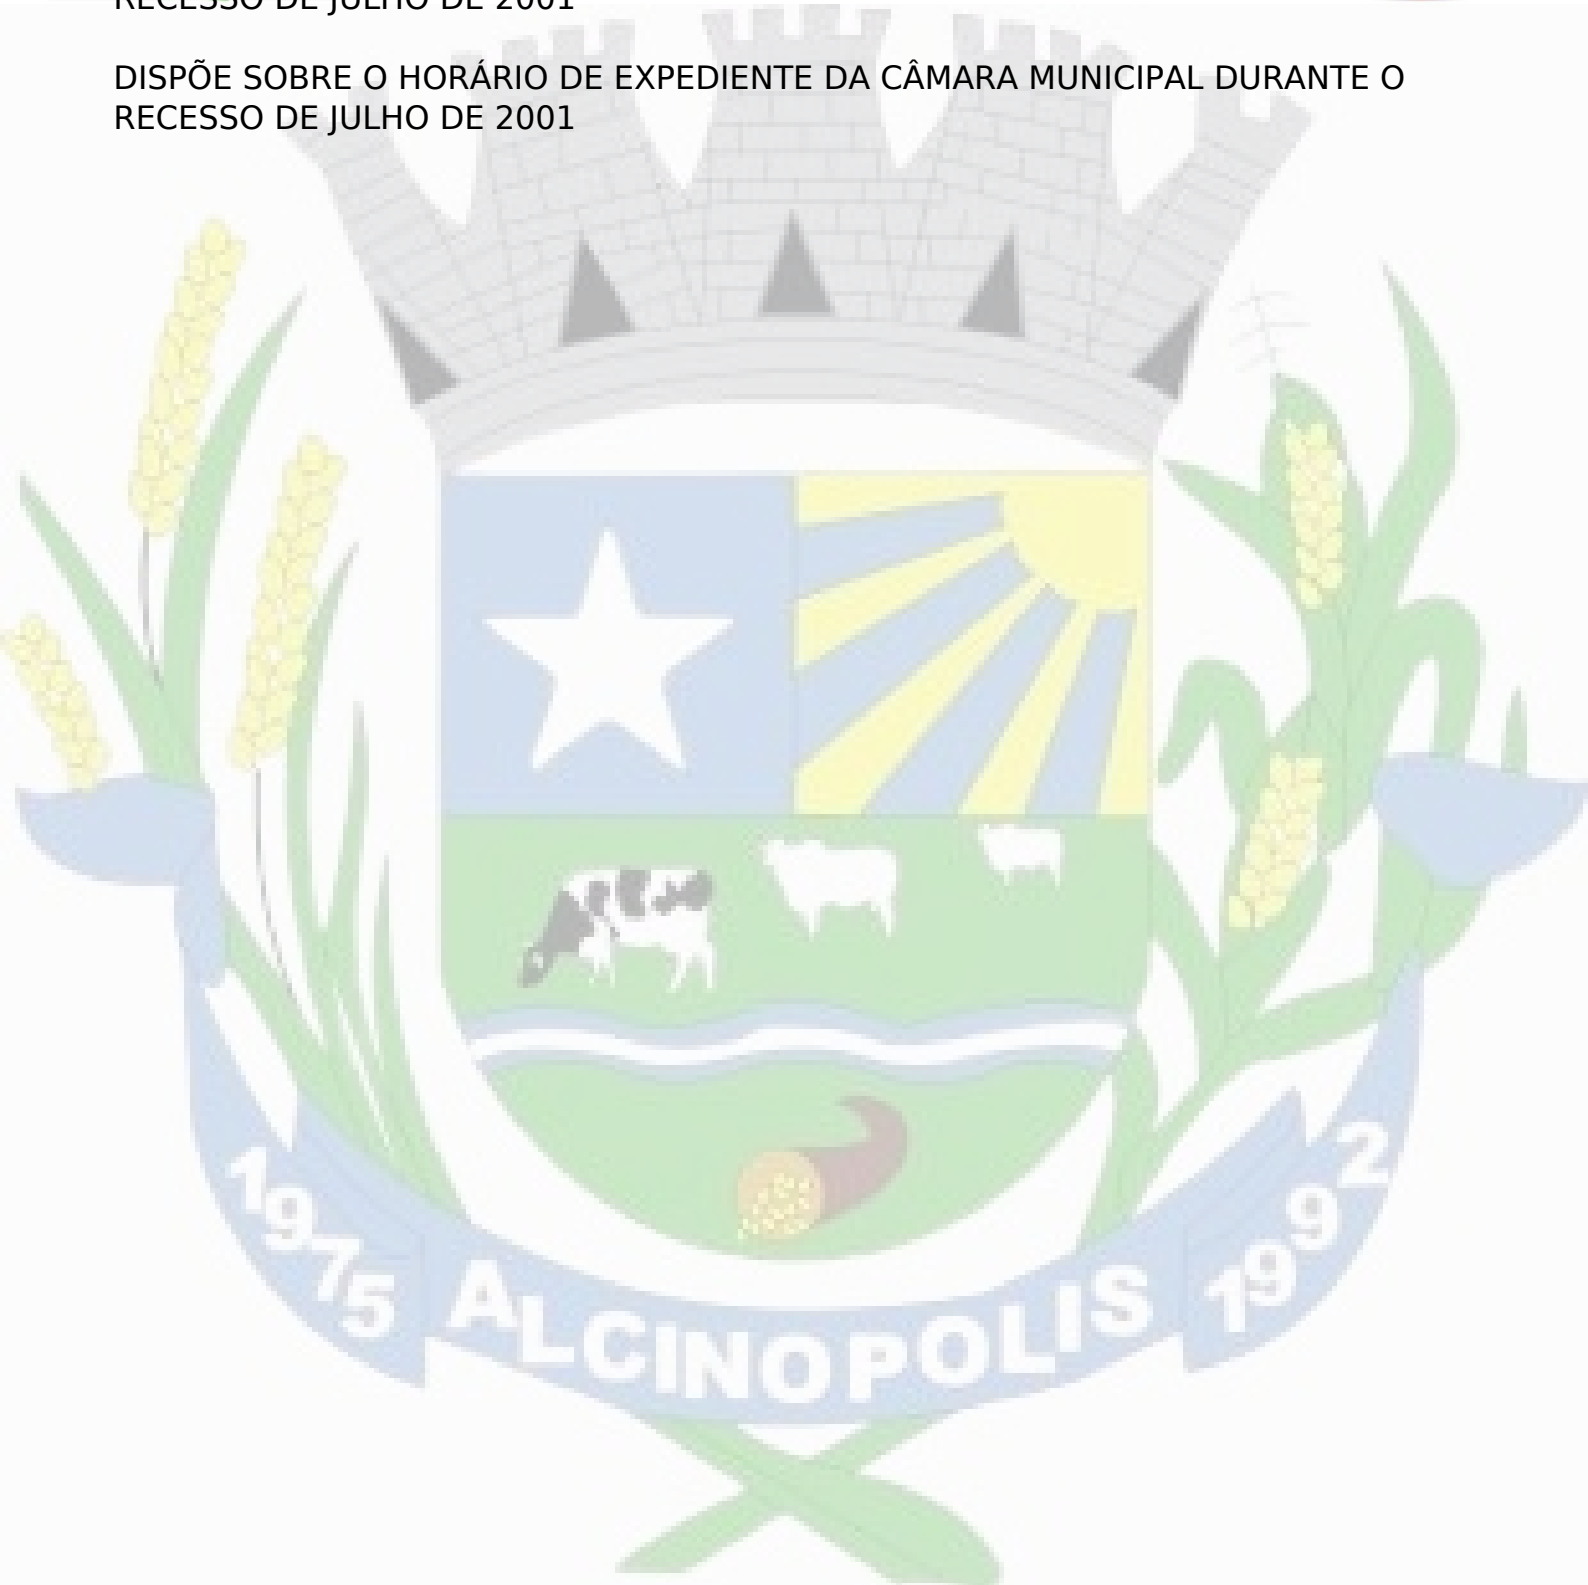 RECESSO DE JULHO DE 2001
DISPÕE SOBRE O HORÁRIO DE EXPEDIENTE DA CÂMARA MUNICIPAL DURANTE O
RECESSO DE JULHO DE 2001
1975 ALCINOPOLIS 1992